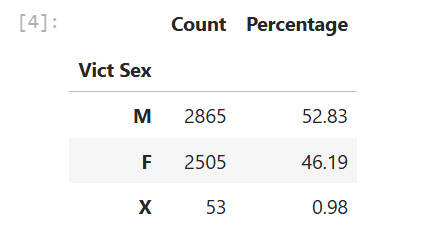 [4]: Count Percentage
Vict Sex
M 2865 52.83
F 2505 46.19
X 53 0.98